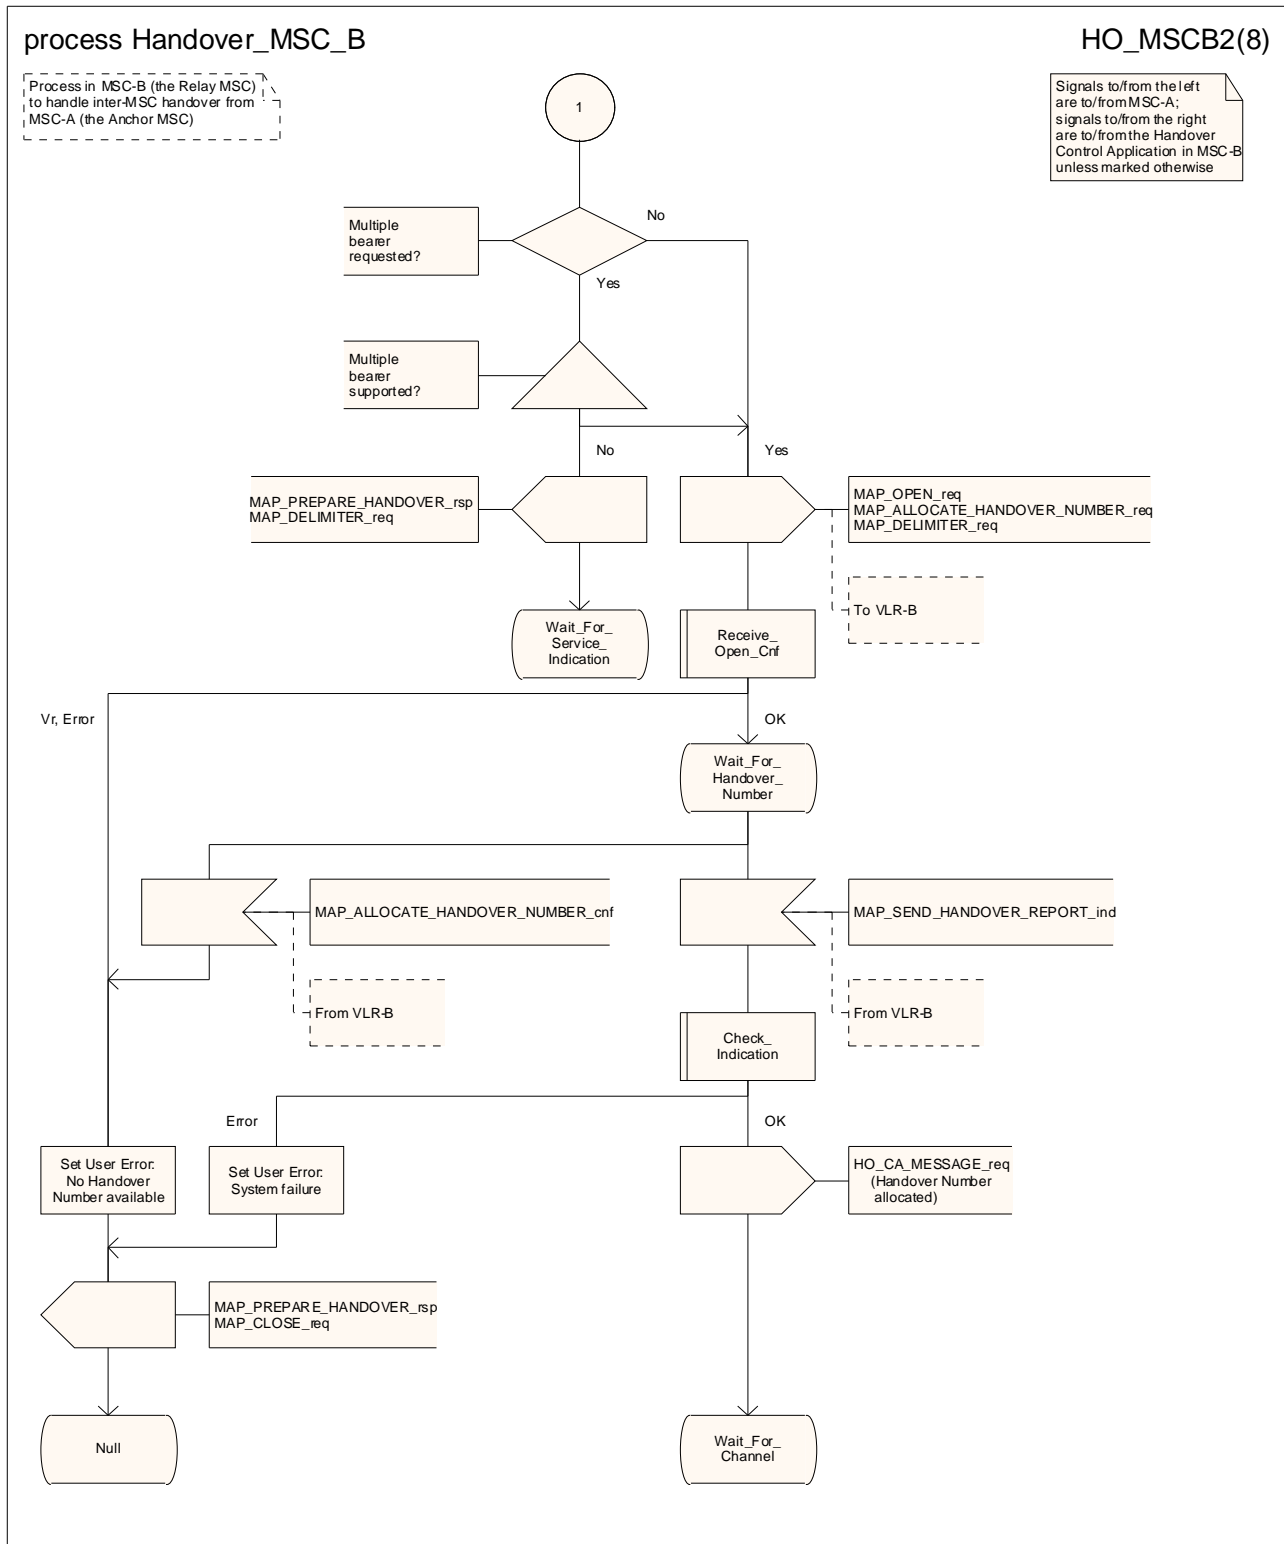 process Handover_MSC_B
HO_MSCB2(8)
Process in MSC-B (the Relay MSC)
to handle inter-MSC handover from
MSC-A (the Anchor MSC)
1
Signals to/from the left
are to/from MSC-A;
signals to/from the right
are to/from the Handover
Control Application in MSC-B
unless marked otherwise
Multiple
bearer
requested?
No
Yes
Multiple
bearer
supported?
No
Yes
MAP_PREPARE_HANDOVER_rsp
MAP_DELIMITER_req
MAP_OPEN_req
MAP_ALLOCATE_HANDOVER_NUMBER_req
MAP_DELIMITER_req
To VLR-B
Wait_For_
Service_
Indication
Receive_
Open_Cnf
Vr, Error
OK
Wait_For_
Handover_
Number
MAP_ALLOCATE_HANDOVER_NUMBER_cnf
MAP_SEND_HANDOVER_REPORT_ind
From VLR-B
From VLR-B
Check_
Indication
Error
OK
Set User Error:
No Handover
Number available
Set User Error:
System failure
HO_CA_MESSAGE_req
(Handover Number
allocated)
MAP_PREPARE_HANDOVER_rsp
MAP_CLOSE_req
Null
Wait_For_
Channel